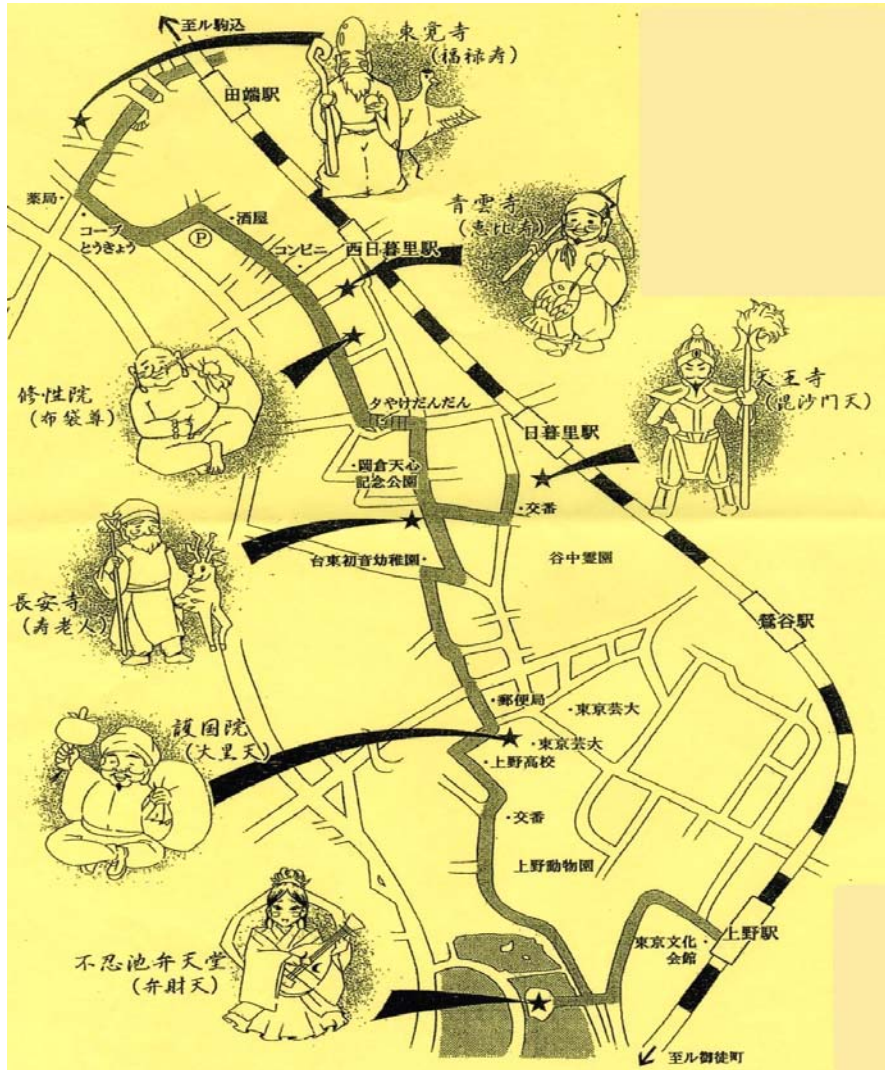 至ル駒込
東覚寺
(福禄寿)
田端駅
青雲寺
(恵比寿)
薬局
酒屋
コープ
とうきょう
Ⓟ
コンビニ
西日暮里駅
修性院
(布袋尊)
天王寺
(毘沙門天)
夕やけだんだん
日暮里駅
・岡倉天心
記念公園
・交番
台東初音幼稚園・
谷中霊園
長安寺
(寿老人)
鶯谷駅
・郵便局
・東京芸大
護国院
(大黒天)
・東京芸大
・上野高校
・交番
上野動物園
東京文化・
会館
上野駅
不忍池弁天堂
(弁財天)
至ル御徒町